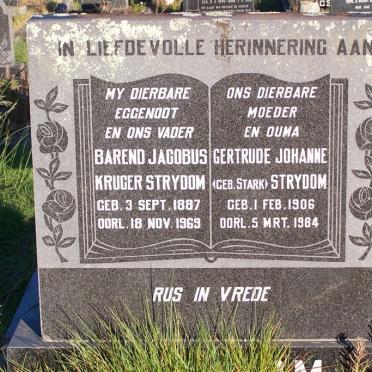 IN LIEFDEVOLLE HERINNERING AAN
MY DIERBARE
EGGENOOT
EN ONS VADER
BAREND JACOBUS
KRUGER STRYDOM
GEB. 3 SEPT. 1887
OORL. 18 NOV. 1969
ONS DIERBARE
MOEDER
EN OUMA
GERTRUDE JOHANNE
(GEB. STARK) STRYDOM
GEB. 1 FEB. 1906
OORL. 5 MRT. 1984
RUS IN VREDE